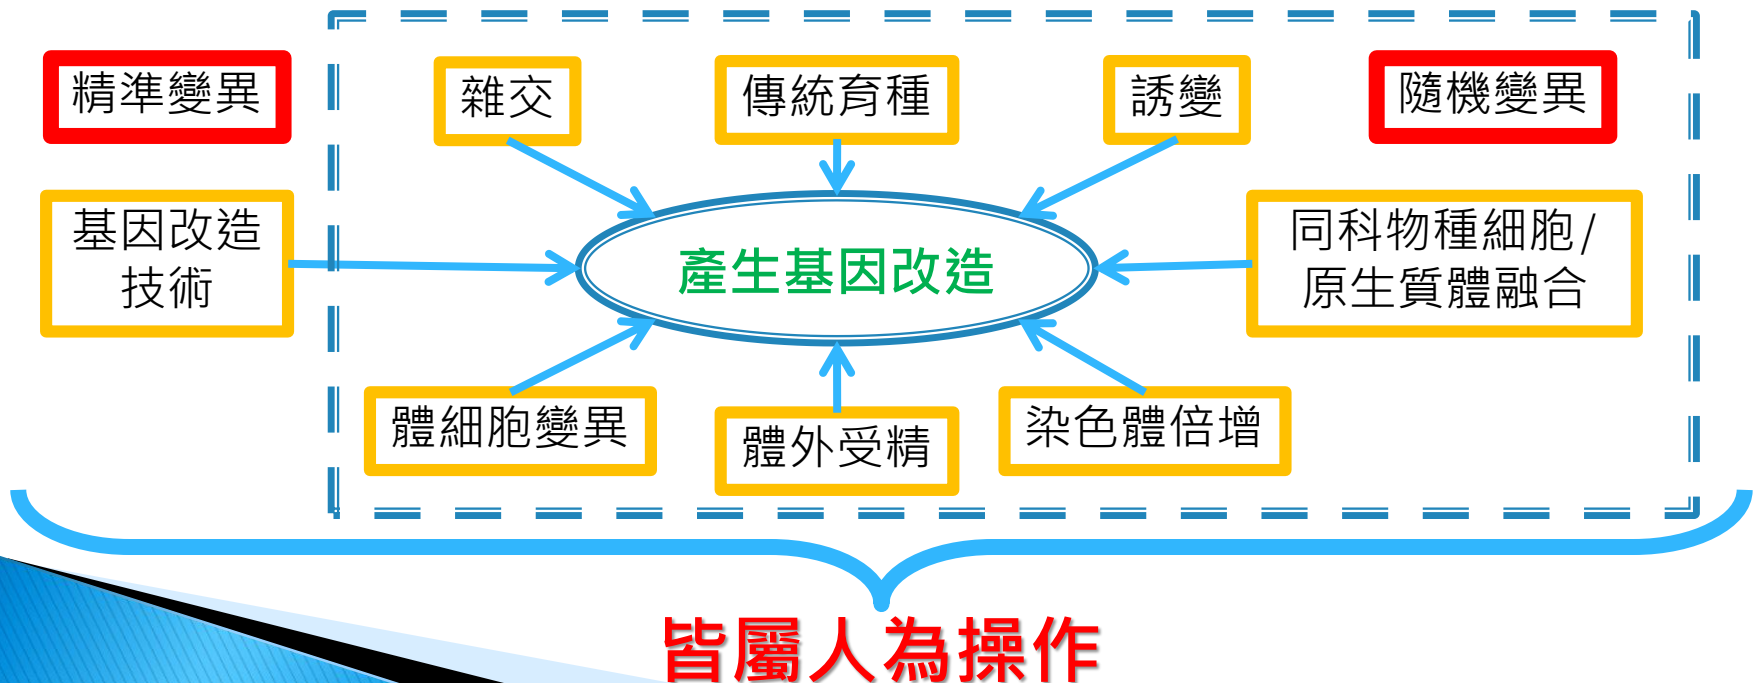 精準變異
雜交
傳統育種
誘變
隨機變異
基因改造
技術
產生基因改造
同科物種細胞/
原生質體融合
體細胞變異
體外受精
染色體倍增
皆屬人為操作